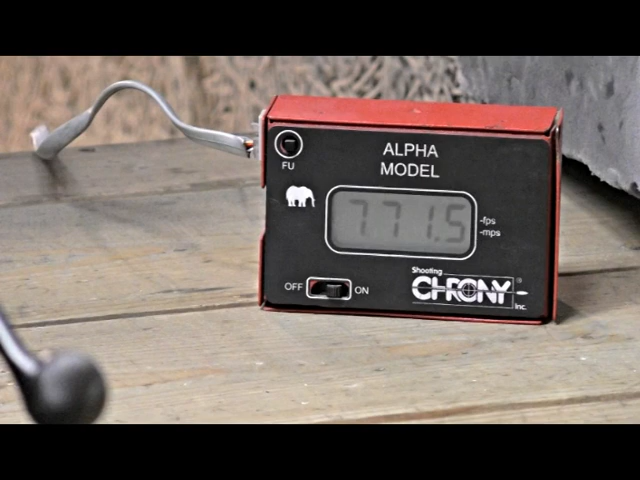 ALPHA
MODEL
FU
771.5
-fps
-mps
OFF ON
Shooting
CHRONY ®
Inc.